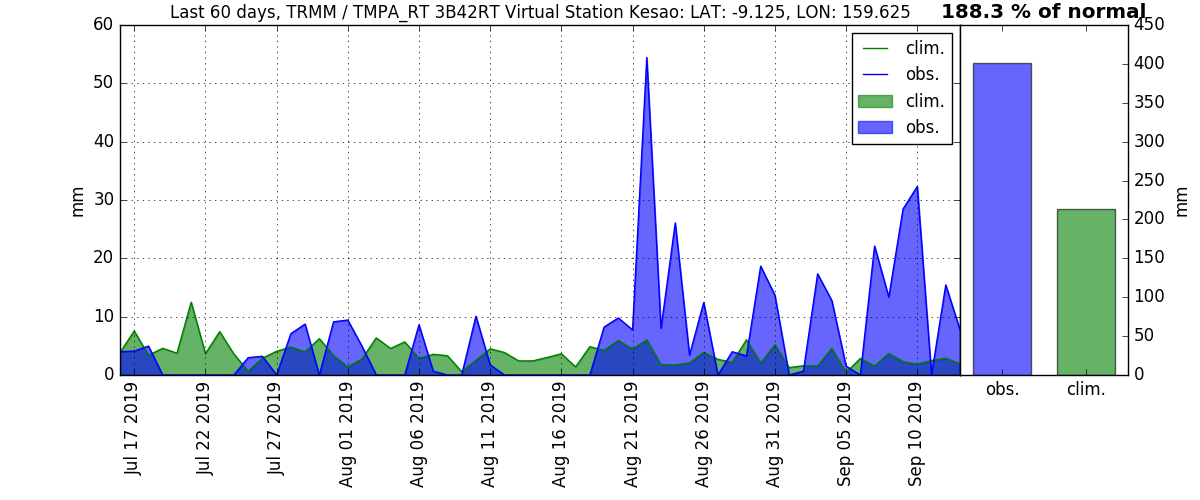 Last 60 days, TRMM / TMPA_RT 3B42RT Virtual Station Kesao: LAT: -9.125, LON: 159.625
188.3 % of normal
mm
60
50
40
30
20
10
0
clim.
obs.
clim.
obs.
450
400
350
300
250
200
150
100
50
0
mm
Jul 17 2019
Jul 22 2019
Jul 27 2019
Aug 01 2019
Aug 06 2019
Aug 11 2019
Aug 16 2019
Aug 21 2019
Aug 26 2019
Aug 31 2019
Sep 05 2019
Sep 10 2019
obs.
clim.